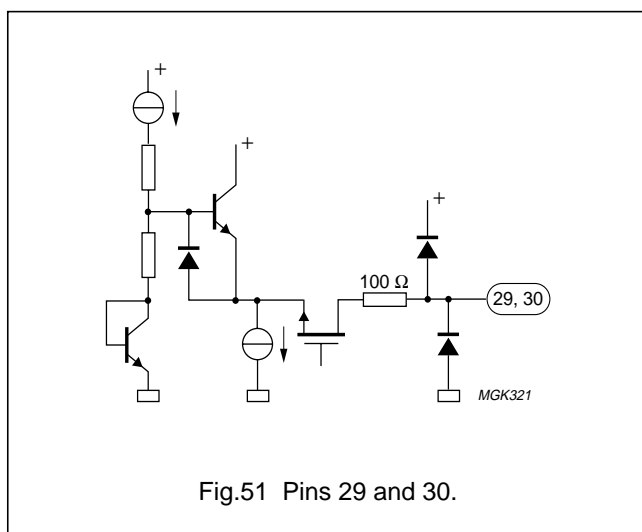 +
+
+
100 Ω
29, 30
MGK321
Fig.51 Pins 29 and 30.